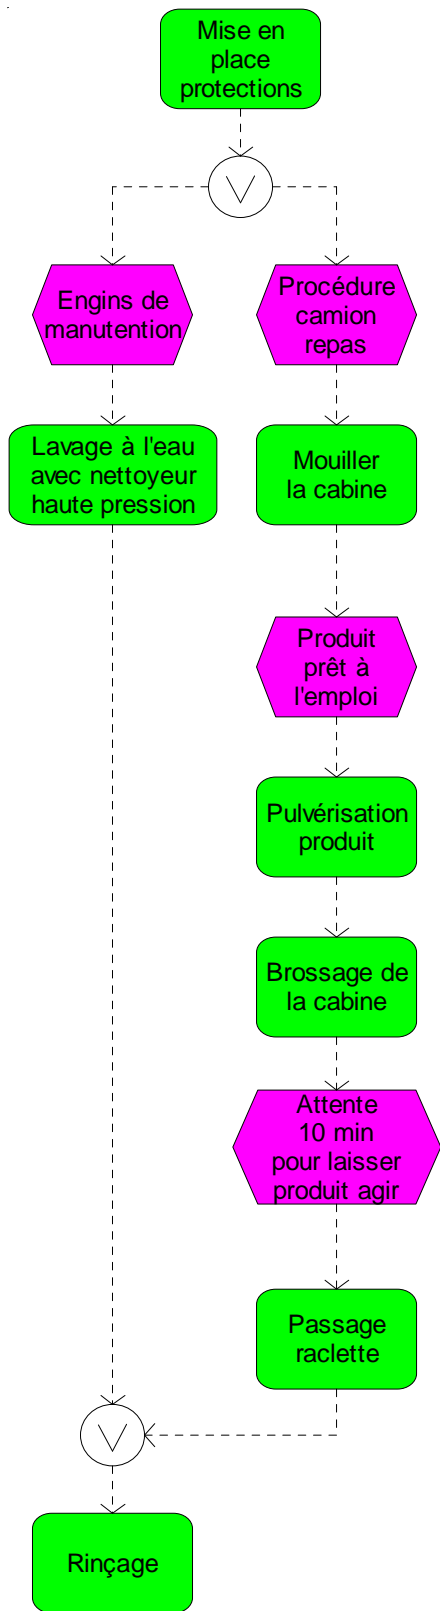 Mise en
place
protections
V
Engins de
manutention
Procédure
camion
repas
Lavage à l'eau
avec nettoyeur
haute pression
Mouiller
la cabine
Produit
prêt à
l'emploi
Pulvérisation
produit
Brossage de
la cabine
Attente
10 min
pour laisser
produit agir
Passage
raclette
V
Rinçage